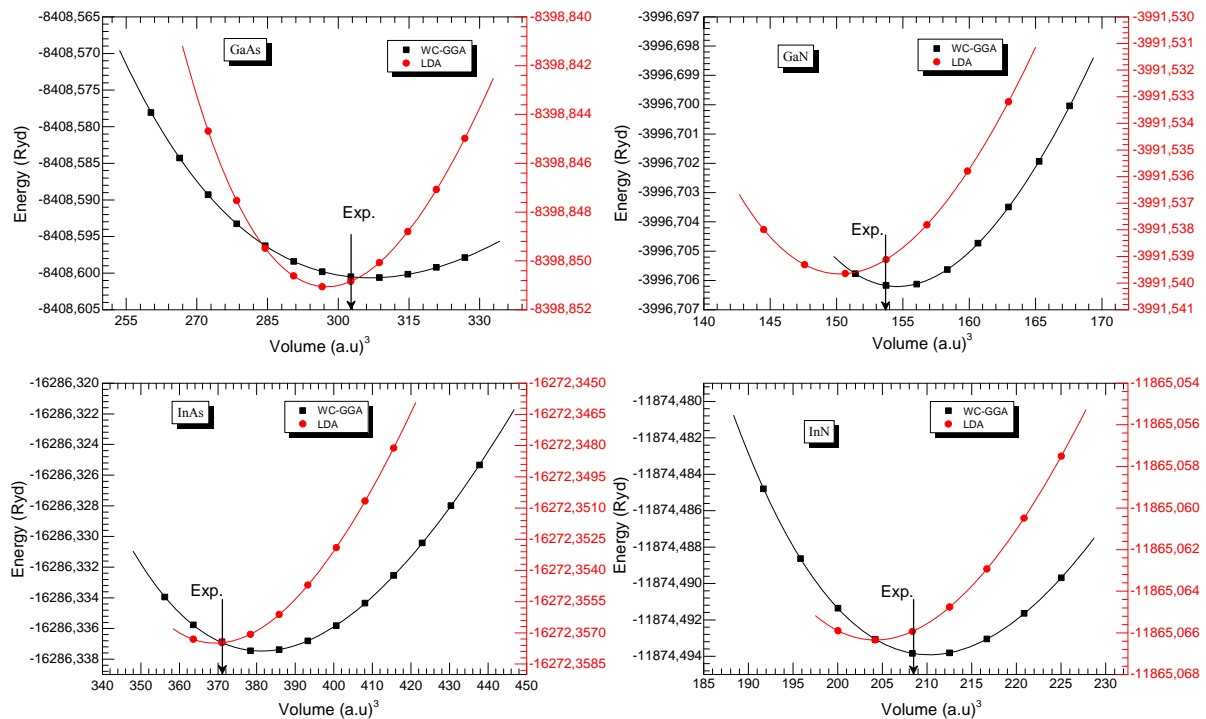 GaAs
WC-GGA
LDA
Exp.
Energy (Ryd)
-8408,565
-8408,570
-8408,575
-8408,580
-8408,585
-8408,590
-8408,595
-8408,600
-8408,605
-8398,840
-8398,841
-8398,843
-8398,844
-8398,846
-8398,847
-8398,849
-8398,850
-8398,851
-8398,852
255 270 285 300 315 330
Volume (a.u)³
GaN
WC-GGA
LDA
Exp.
Energy (Ryd)
-3996,697
-3996,698
-3996,699
-3996,700
-3996,701
-3996,702
-3996,703
-3996,704
-3996,705
-3996,706
-3996,707
-3991,530
-3991,531
-3991,533
-3991,534
-3991,535
-3991,536
-3991,538
-3991,539
-3991,540
-3991,541
140 145 150 155 160 165 170
Volume (a.u)³
InAs
WC-GGA
LDA
Exp.
Energy (Ryd)
-16286,320
-16286,322
-16286,324
-16286,326
-16286,328
-16286,330
-16286,332
-16286,334
-16286,336
-16286,338
-16272,3450
-16272,3465
-16272,3480
-16272,3495
-16272,3510
-16272,3525
-16272,3540
-16272,3555
-16272,3570
-16272,3585
340 350 360 370 380 390 400 410 420 430 440 450
Volume (a.u)³
InN
WC-GGA
LDA
Exp.
Energy (Ryd)
-11874,480
-11874,482
-11874,484
-11874,486
-11874,488
-11874,490
-11874,492
-11874,494
-11865,054
-11865,056
-11865,058
-11865,060
-11865,062
-11865,064
-11865,066
-11865,068
185 190 195 200 205 210 215 220 225 230
Volume (a.u)³